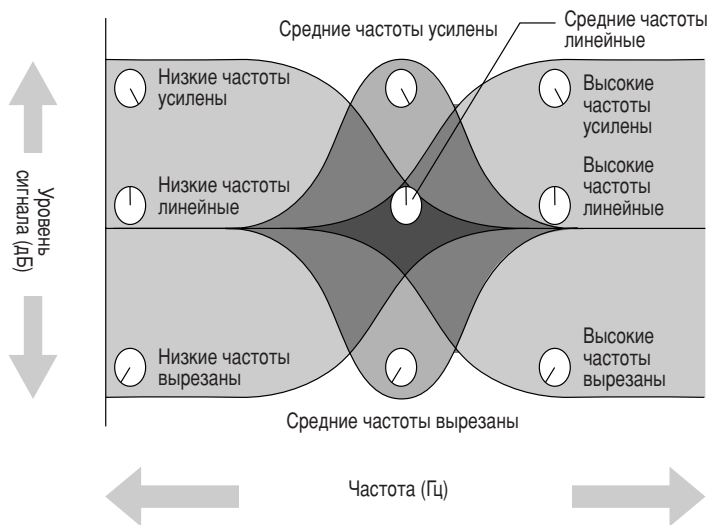 Средние частоты усилены
Средние частоты
линейные
Низкие частоты
усилены
Высокие
частоты
усилены
Низкие частоты
линейные
Высокие
частоты
линейные
Уровень
сигнала (дБ)
Низкие частоты
вырезаны
Высокие
частоты
вырезаны
Средние частоты вырезаны
Частота (Гц)